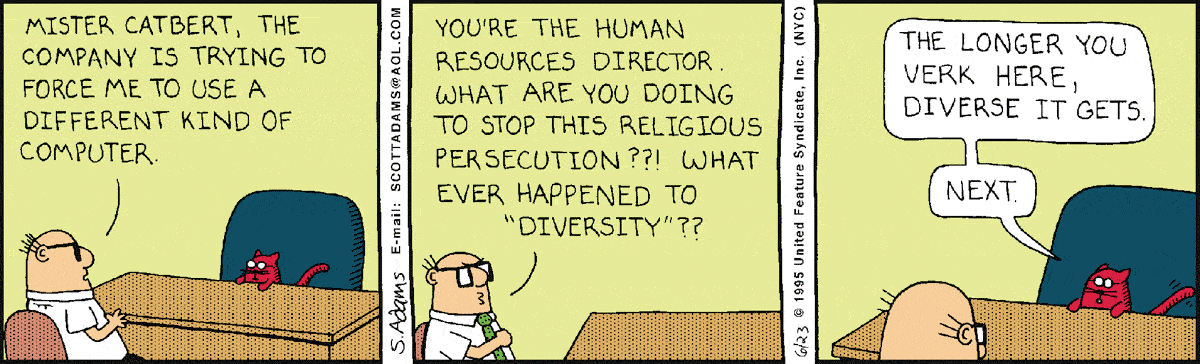 MISTER CATBERT, THE
COMPANY IS TRYING TO
FORCE ME TO USE A
DIFFERENT KIND OF
COMPUTER.
S. Adams E-mail: SCOTTADAMS@AOL.COM
YOU'RE THE HUMAN
RESOURCES DIRECTOR.
WHAT ARE YOU DOING
TO STOP THIS RELIGIOUS
PERSECUTION??! WHAT
EVER HAPPENED TO
"DIVERSITY"??
6/23 © 1995 United Feature Syndicate, Inc. (NYC)
THE LONGER YOU
VERK HERE,
DIVERSE IT GETS.
NEXT.